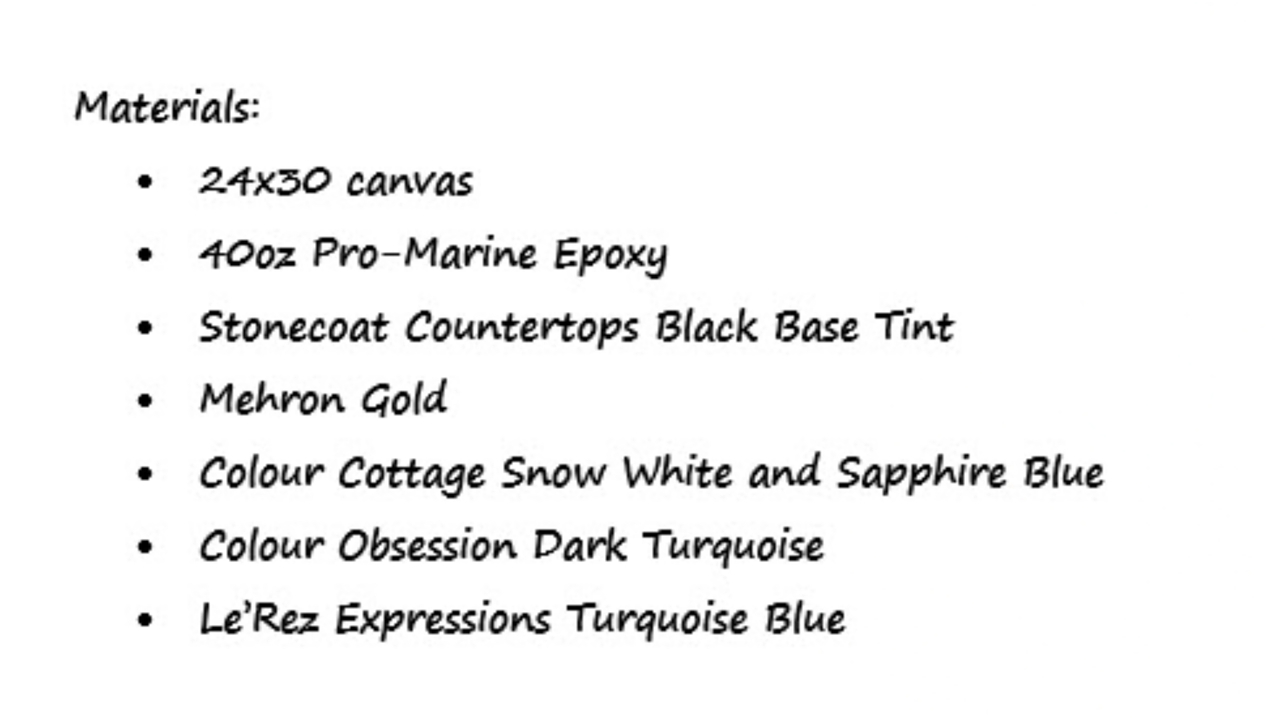 Materials:
• 24x30 canvas
• 40oz Pro-Marine Epoxy
• Stonecoat Countertops Black Base Tint
• Mehron Gold
• Colour Cottage Snow White and Sapphire Blue
• Colour Obsession Dark Turquoise
• Le'Rez Expressions Turquoise Blue